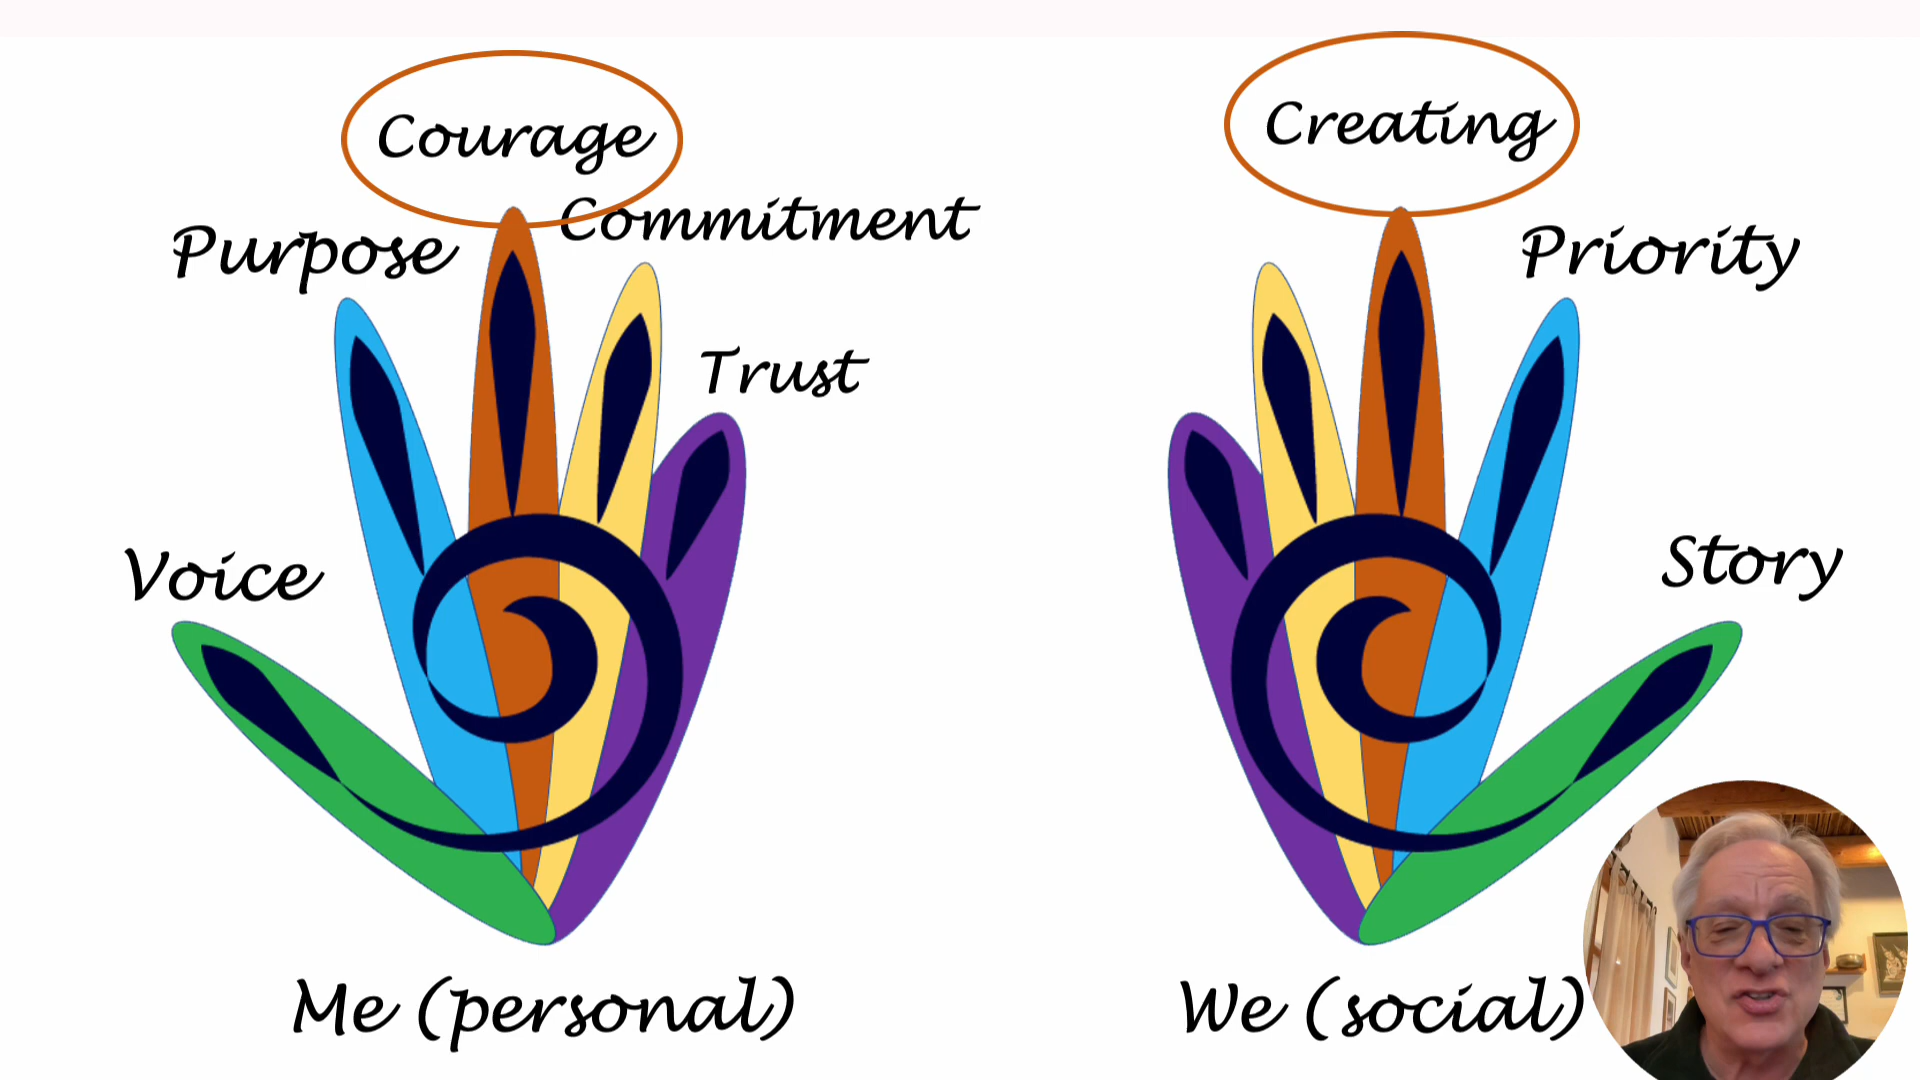 Courage
Commitment
Purpose
Trust
Voice
Me (personal)
Creating
Priority
Story
We (social)